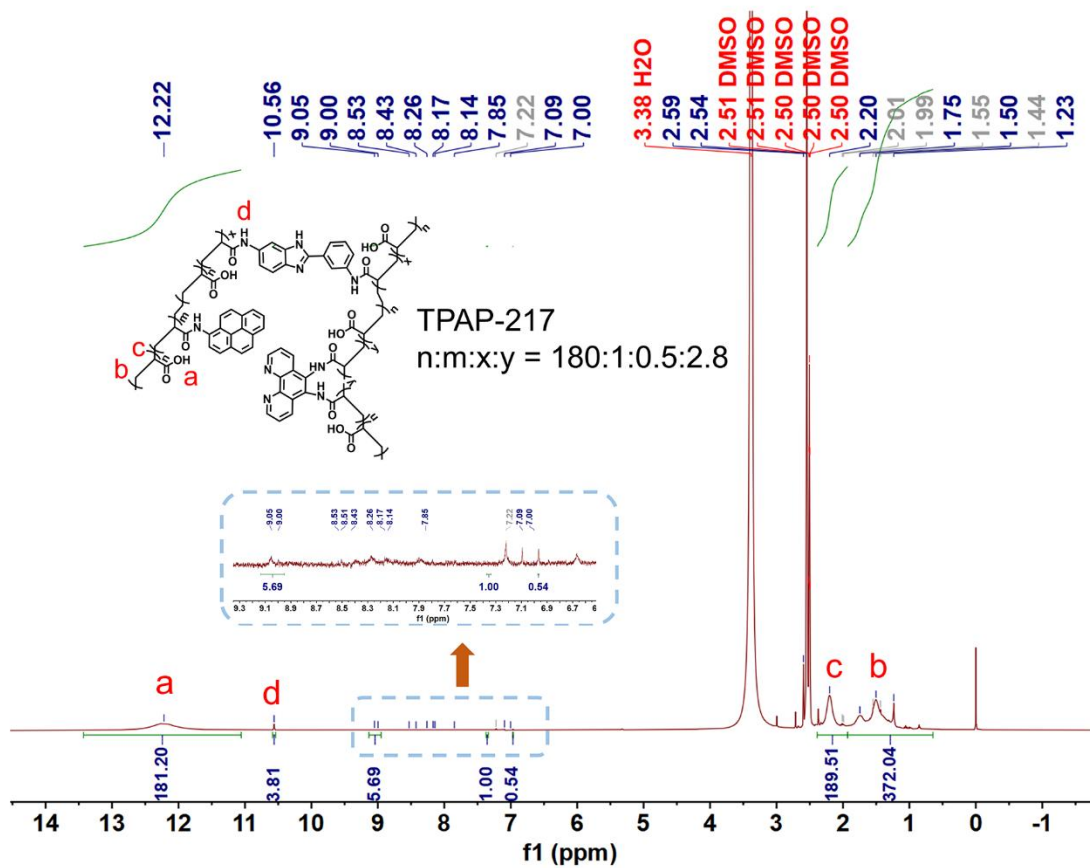 12.22
10.56
9.05
9.00
8.53
8.43
8.26
8.17
8.14
7.85
7.22
7.09
7.00
3.38 H2O
2.59
2.54
2.51 DMSO
2.51 DMSO
2.50 DMSO
2.50 DMSO
2.50 DMSO
2.20
2.01
1.99
1.75
1.55
1.50
1.44
1.23
d
H
N
H
N
N
O
OH
O
N
H
O
HO
O
n
x
m
H
N
O
OH
O
c
b
a
N
N
NH
HN
O
O
HO
O
HO
O
n
y
TPAP-217
n:m:x:y = 180:1:0.5:2.8
9.05
9.00
8.53
8.51
8.43
8.26
8.17
8.14
7.85
7.22
7.09
7.00
5.69
1.00
0.54
9.3 9.1 8.9 8.7 8.5 8.3 8.1 7.9 7.7 7.5 7.3 7.1 6.9 6.7 6
f1 (ppm)
a
d
c
b
181.20
3.81
5.69
1.00
0.54
189.51
372.04
14 13 12 11 10 9 8 7 6 5 4 3 2 1 0 -1
f1 (ppm)